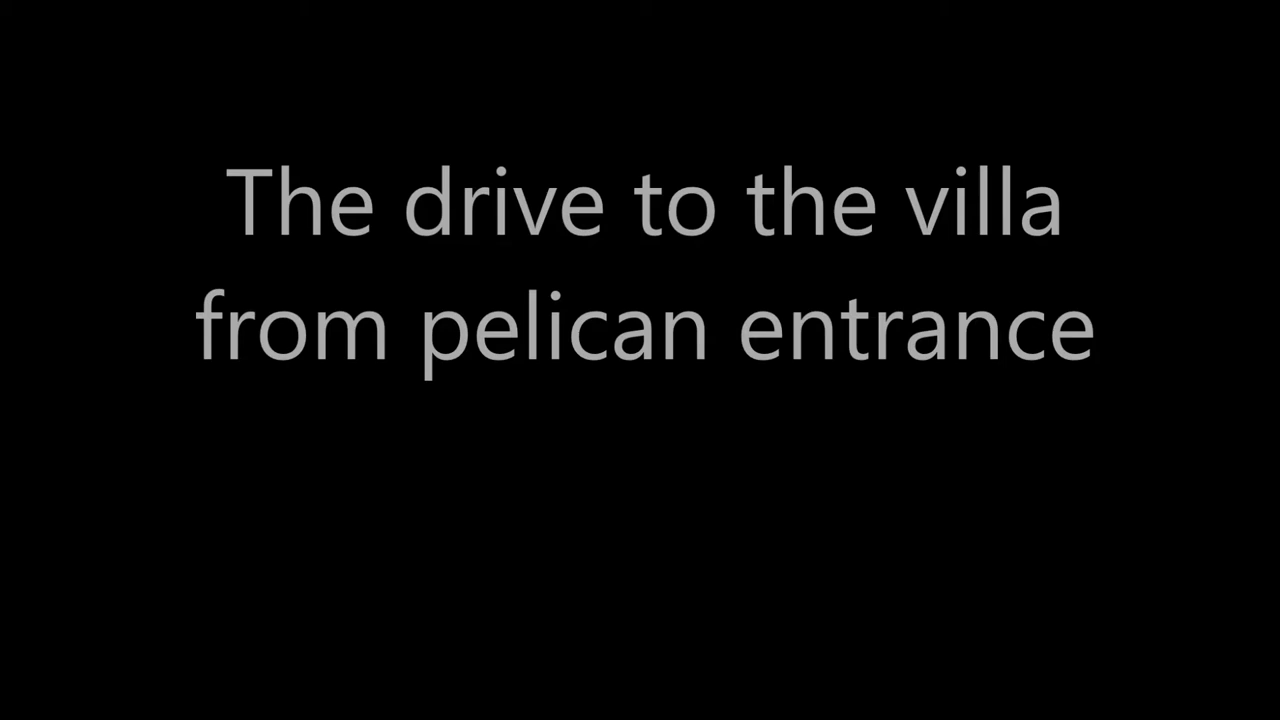 The drive to the villa
from pelican entrance